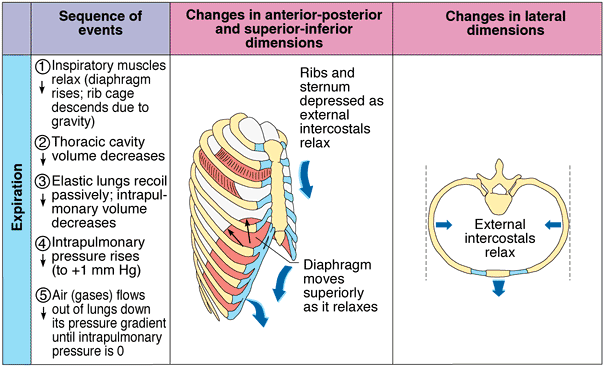 Sequence of
events
Changes in anterior-posterior
and superior-inferior
dimensions
Changes in lateral
dimensions
Expiration
① Inspiratory muscles
relax (diaphragm
rises; rib cage
descends due to
gravity)
② Thoracic cavity
volume decreases
③ Elastic lungs recoil
passively; intrapul-
monary volume
decreases
④ Intrapulmonary
pressure rises
(to +1 mm Hg)
⑤ Air (gases) flows
out of lungs down
its pressure gradient
until intrapulmonary
pressure is 0
Ribs and
sternum
depressed as
external
intercostals
relax
Diaphragm
moves
superiorly
as it relaxes
External
intercostals
relax